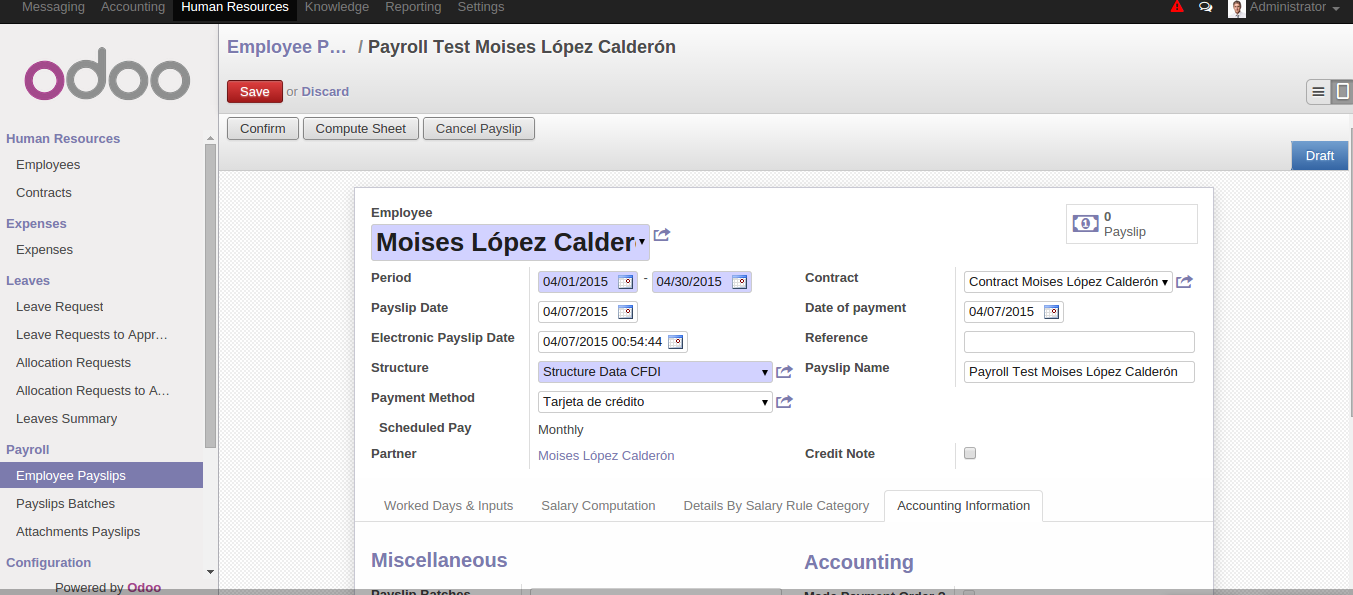 Messaging Accounting Human Resources Knowledge Reporting Settings Administrator
odoo
Employee P… / Payroll Test Moises López Calderón
Save or Discard
Confirm Compute Sheet Cancel Payslip
Draft
Human Resources
Employees
Contracts
Expenses
Expenses
Leaves
Leave Request
Leave Requests to Appr…
Allocation Requests
Allocation Requests to A…
Leaves Summary
Payroll
Employee Payslips
Payslips Batches
Attachments Payslips
Configuration
Powered by Odoo
Employee
Moises López Calder
1 0
Payslip
Period 04/01/2015 - 04/30/2015 Contract Contract Moises López Calderón
Payslip Date 04/07/2015 Date of payment 04/07/2015
Electronic Payslip Date 04/07/2015 00:54:44 Reference
Structure Structure Data CFDI Payslip Name Payroll Test Moises López Calderón
Payment Method Tarjeta de crédito
Scheduled Pay Monthly
Partner Moises López Calderón Credit Note
Worked Days & Inputs Salary Computation Details By Salary Rule Category Accounting Information
Miscellaneous Accounting
Payslip Batches Made Payment Order ?